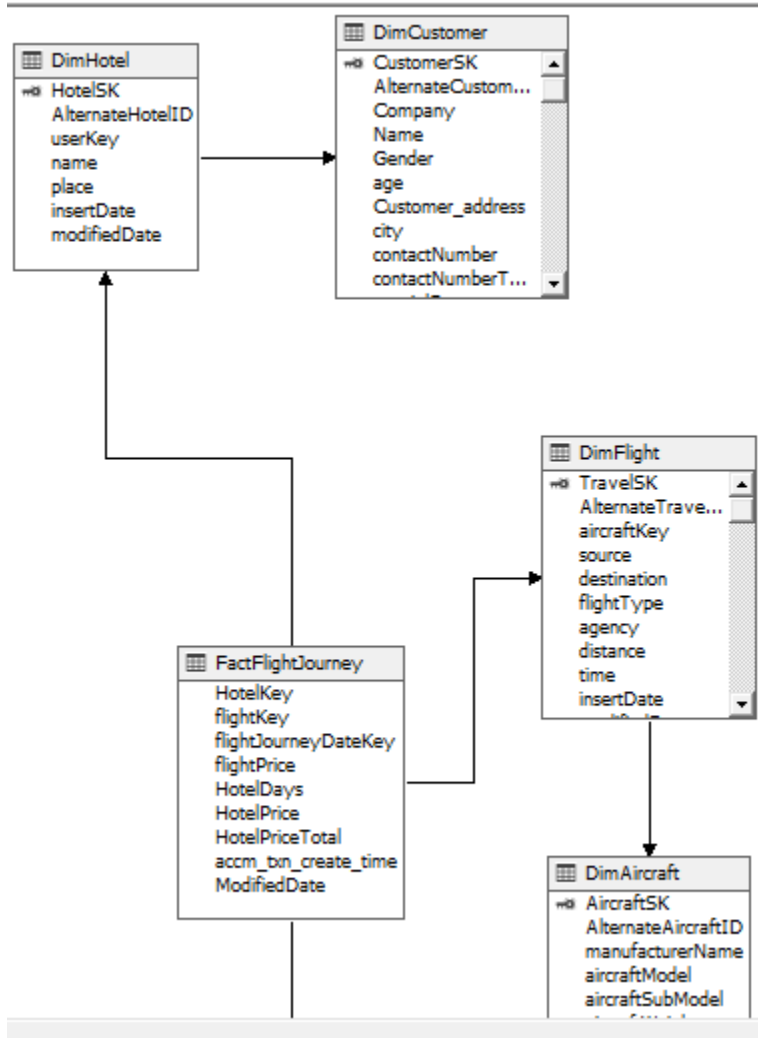 DimHotel
HotelSK
AlternateHotelID
userKey
name
place
insertDate
modifiedDate
DimCustomer
CustomerSK
AlternateCustom...
Company
Name
Gender
age
Customer_address
city
contactNumber
contactNumberT...
DimFlight
TravelSK
AlternateTrave...
aircraftKey
source
destination
flightType
agency
distance
time
insertDate
FactFlightJourney
HotelKey
flightKey
flightJourneyDateKey
flightPrice
HotelDays
HotelPrice
HotelPriceTotal
accm_txn_create_time
ModifiedDate
DimAircraft
AircraftSK
AlternateAircraftID
manufacturerName
aircraftModel
aircraftSubModel